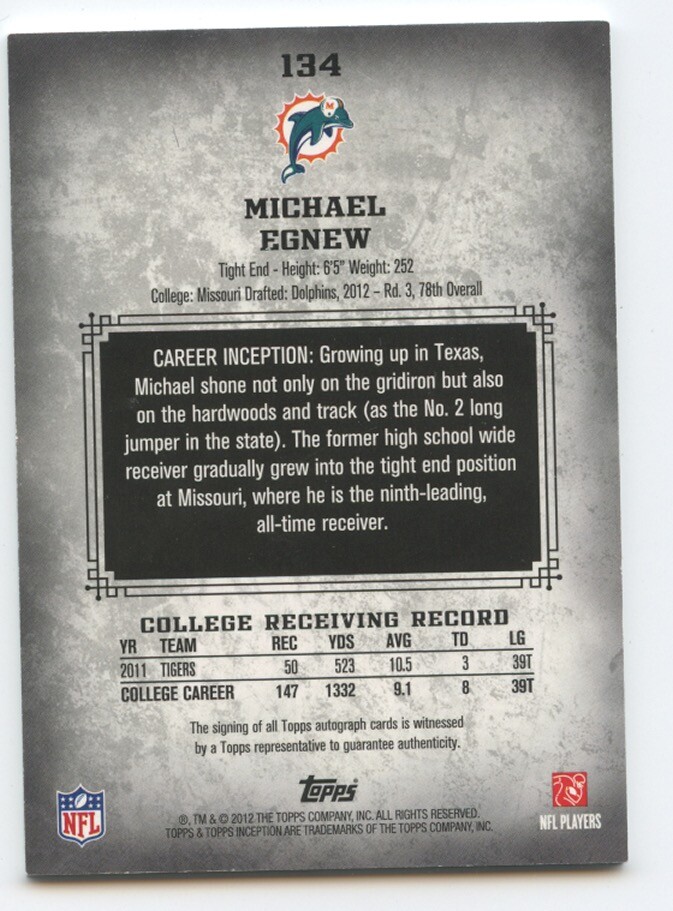 134
M
MICHAEL
EGNEW
Tight End - Height: 6'5" Weight: 252
College: Missouri Drafted: Dolphins, 2012 – Rd. 3, 78th Overall
CAREER INCEPTION: Growing up in Texas,
Michael shone not only on the gridiron but also
on the hardwoods and track (as the No. 2 long
jumper in the state). The former high school wide
receiver gradually grew into the tight end position
at Missouri, where he is the ninth-leading,
all-time receiver.
COLLEGE RECEIVING RECORD
YR TEAM REC YDS AVG TD LG
2011 TIGERS 50 523 10.5 3 39T
COLLEGE CAREER 147 1332 9.1 8 39T
The signing of all Topps autograph cards is witnessed
by a Topps representative to guarantee authenticity.
topps
NFL
NFL PLAYERS
®, TM & © 2012 THE TOPPS COMPANY, INC. ALL RIGHTS RESERVED.
TOPPS & TOPPS INCEPTION ARE TRADEMARKS OF THE TOPPS COMPANY, INC.